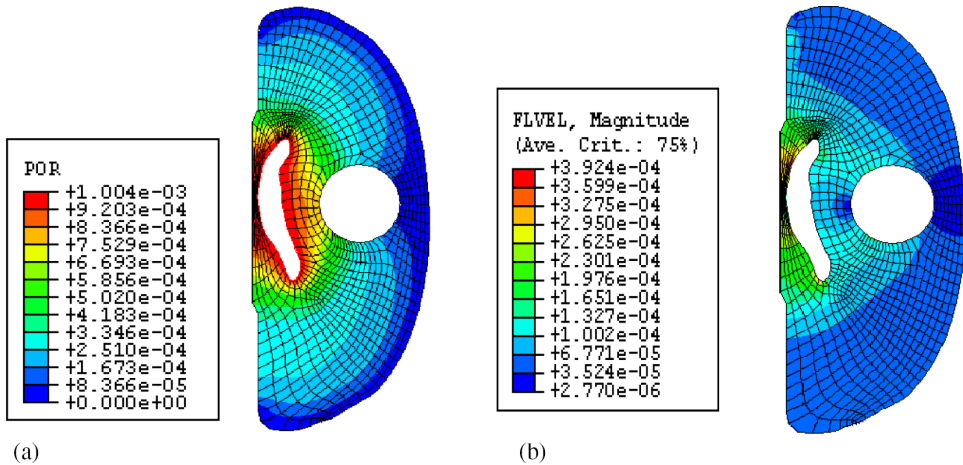 POR
+1.004e-03
+9.203e-04
+8.366e-04
+7.529e-04
+6.693e-04
+5.856e-04
+5.020e-04
+4.183e-04
+3.346e-04
+2.510e-04
+1.673e-04
+8.366e-05
+0.000e+00
(a)
FLVEL, Magnitude
(Ave. Crit.: 75%)
+3.924e-04
+3.599e-04
+3.275e-04
+2.950e-04
+2.625e-04
+2.301e-04
+1.976e-04
+1.651e-04
+1.327e-04
+1.002e-04
+6.771e-05
+3.524e-05
+2.770e-06
(b)